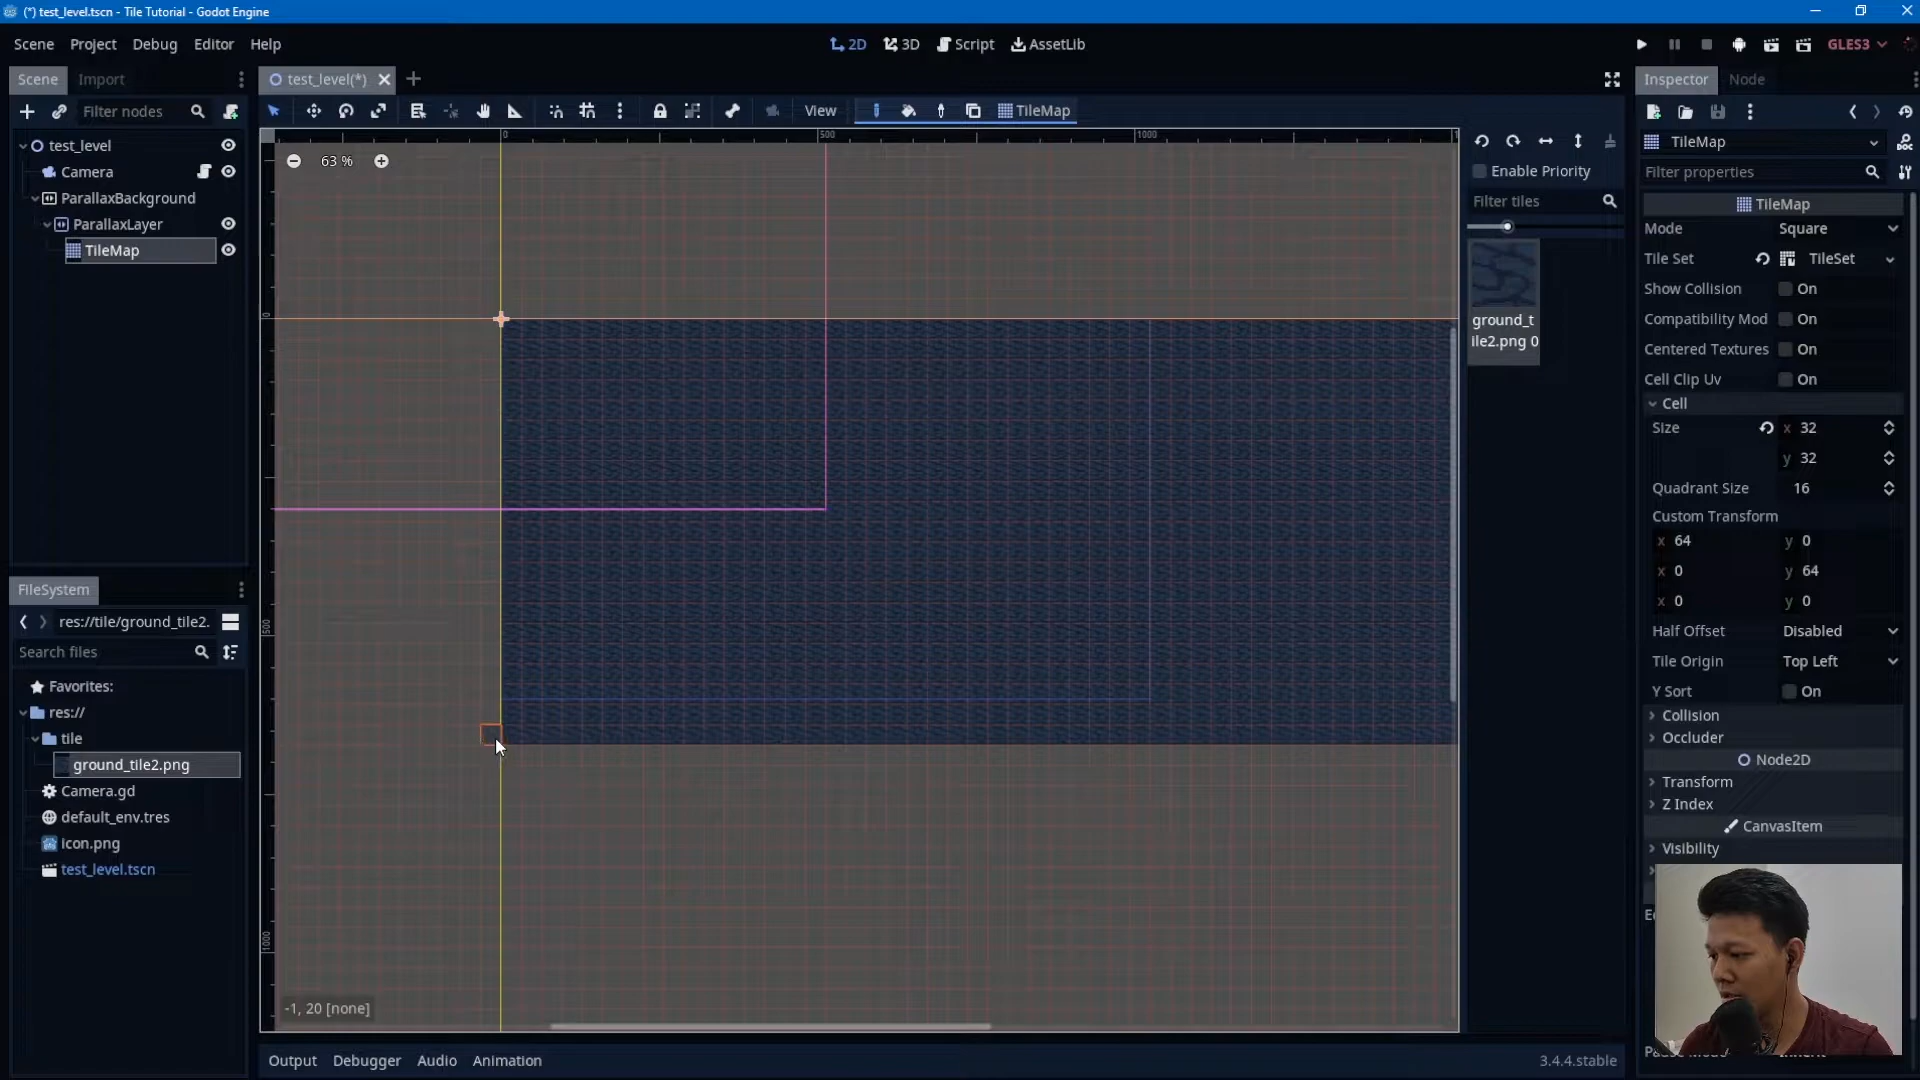 (*) test_level.tscn - Tile Tutorial - Godot Engine
Scene Project Debug Editor Help
2D 3D Script AssetLib
GLES3
Scene Import
test_level(*)
Inspector Node
Filter nodes
View
TileMap
test_level
Camera
ParallaxBackground
ParallaxLayer
TileMap
63 %
0
500
1000
0
500
1000
-1, 20 [none]
Enable Priority
Filter tiles
ground_t
ile2.png 0
TileMap
Filter properties
TileMap
Mode Square
Tile Set TileSet
Show Collision On
Compatibility Mod On
Centered Textures On
Cell Clip Uv On
Cell
Size x 32
y 32
Quadrant Size 16
Custom Transform
x 64 y 0
x 0 y 64
x 0 y 0
Half Offset Disabled
Tile Origin Top Left
Y Sort On
Collision
Occluder
Node2D
Transform
Z Index
CanvasItem
Visibility
FileSystem
res://tile/ground_tile2.
Search files
Favorites:
res://
tile
ground_tile2.png
Camera.gd
default_env.tres
icon.png
test_level.tscn
Output Debugger Audio Animation
3.4.4.stable